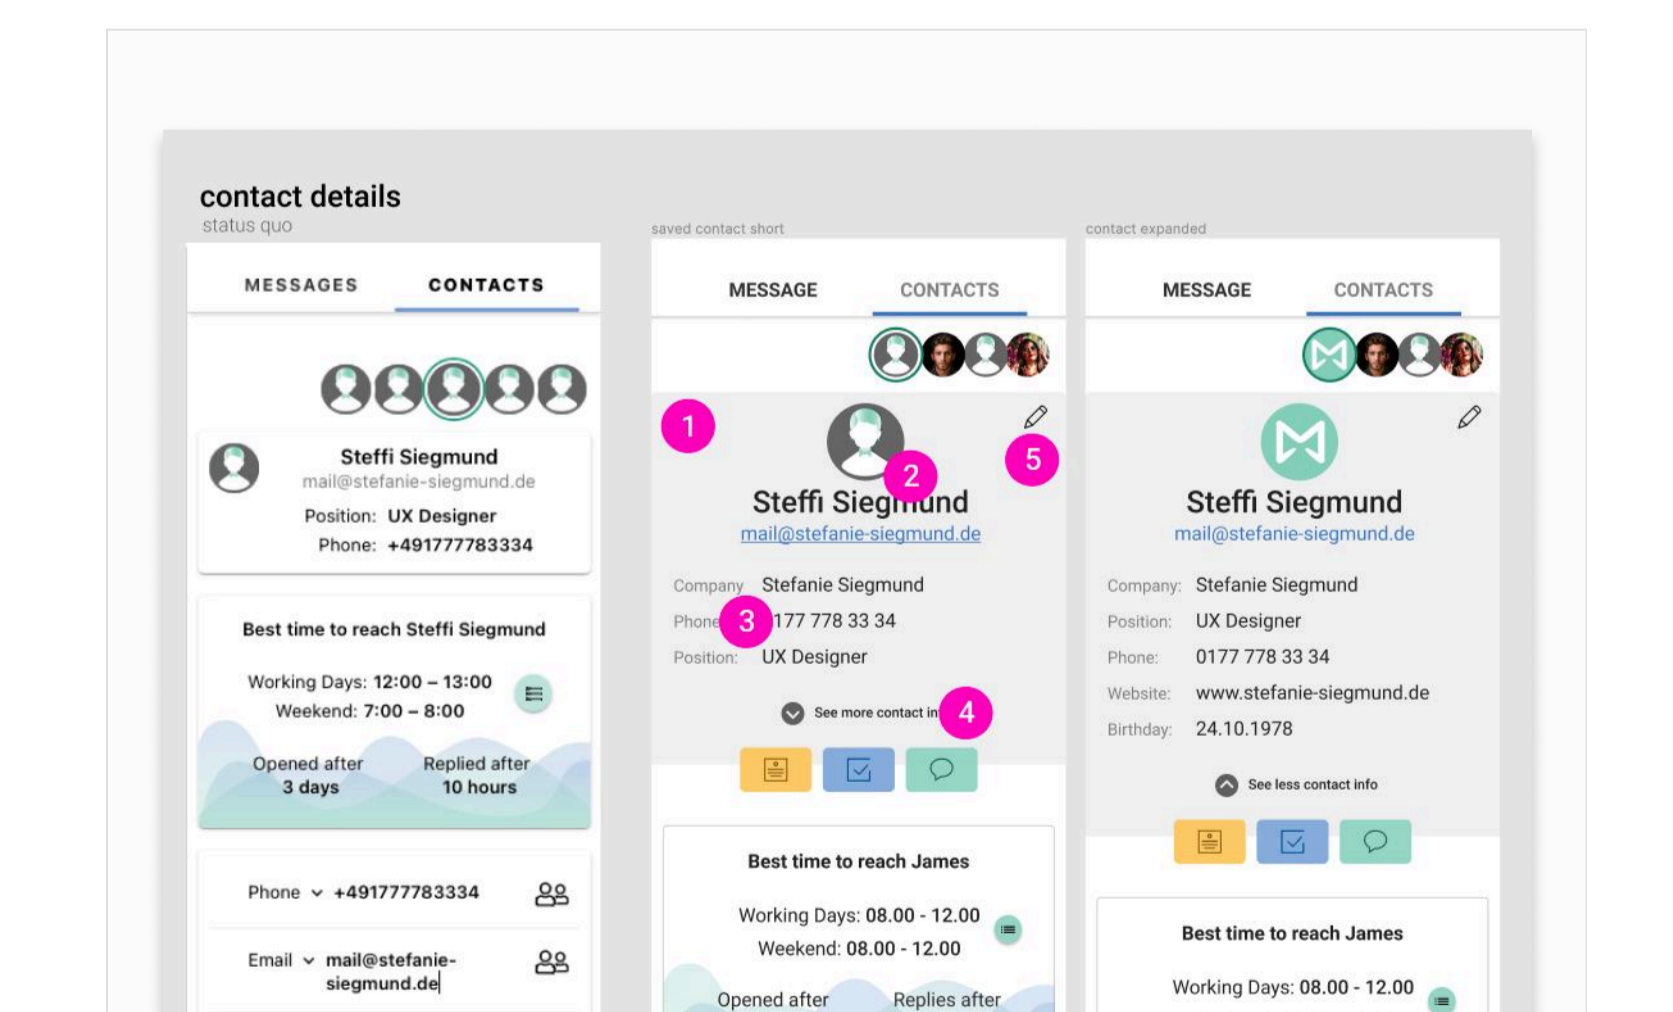 contact details
status quo
MESSAGES CONTACTS
Steffi Siegmund
mail@stefanie-siegmund.de
Position: UX Designer
Phone: +491777783334
Best time to reach Steffi Siegmund
Working Days: 12:00 – 13:00
Weekend: 7:00 – 8:00
Opened after Replied after
3 days 10 hours
Phone +491777783334
Email mail@stefanie-
siegmund.de
saved contact short
MESSAGE CONTACTS
1
5
2
Steffi Siegmund
mail@stefanie-siegmund.de
Company Stefanie Siegmund
Phone 3 177 778 33 34
Position: UX Designer
See more contact in 4
Best time to reach James
Working Days: 08.00 - 12.00
Weekend: 08.00 - 12.00
Opened after Replies after
contact expanded
MESSAGE CONTACTS
Steffi Siegmund
mail@stefanie-siegmund.de
Company: Stefanie Siegmund
Position: UX Designer
Phone: 0177 778 33 34
Website: www.stefanie-siegmund.de
Birthday: 24.10.1978
See less contact info
Best time to reach James
Working Days: 08.00 - 12.00